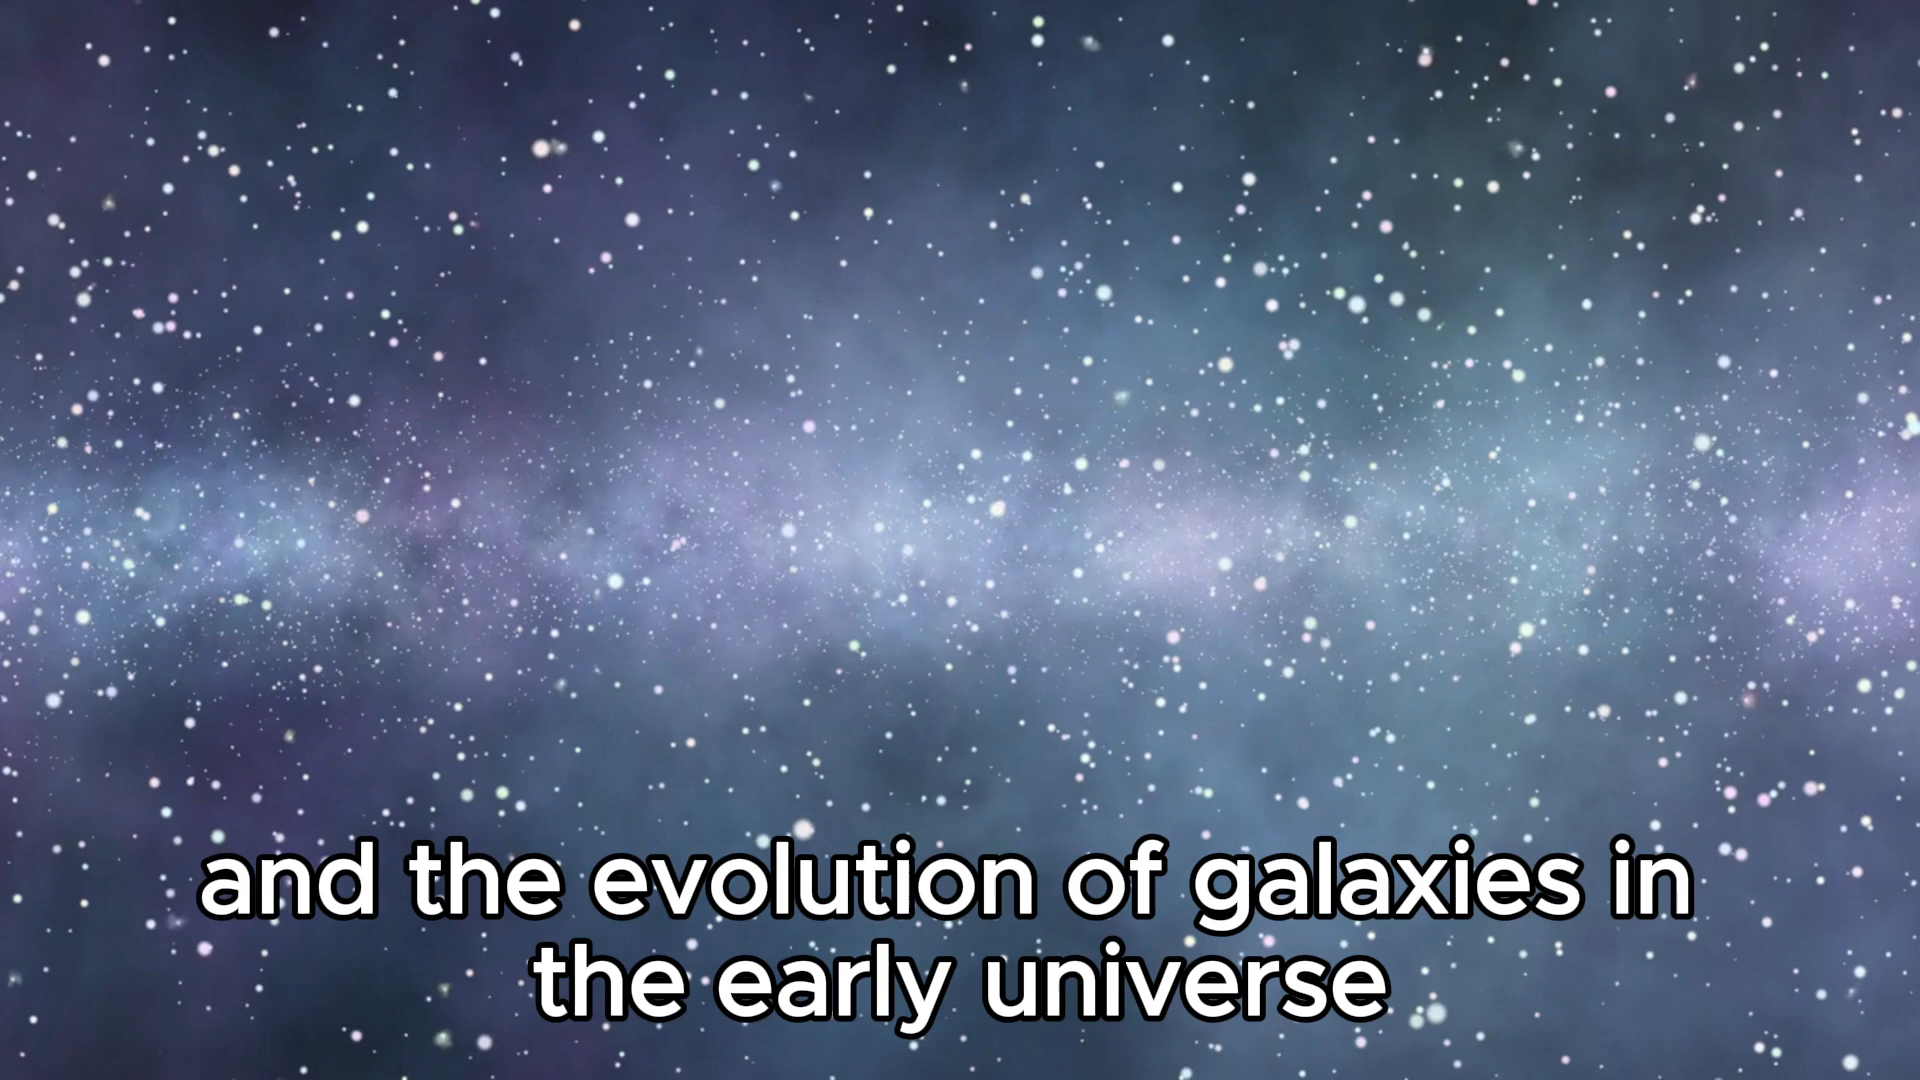 and the evolution of galaxies in
the early universe